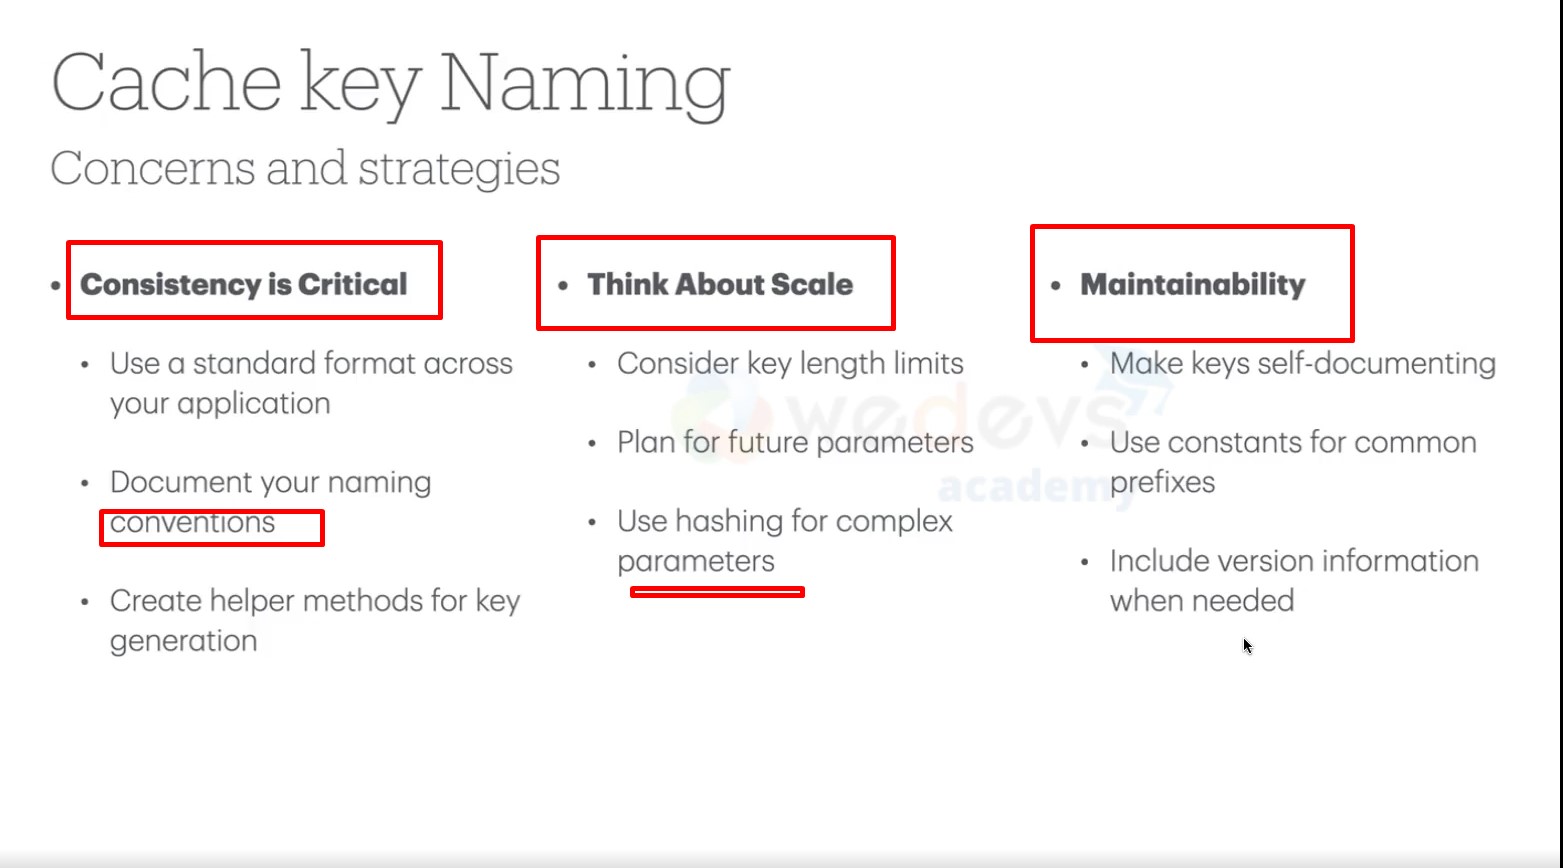 Cache key Naming
Concerns and strategies
• Consistency is Critical
• Use a standard format across
your application
• Document your naming
conventions
• Create helper methods for key
generation
• Think About Scale
• Consider key length limits
• Plan for future parameters
• Use hashing for complex
parameters
• Maintainability
• Make keys self-documenting
• Use constants for common
prefixes
• Include version information
when needed
wedevs
academy